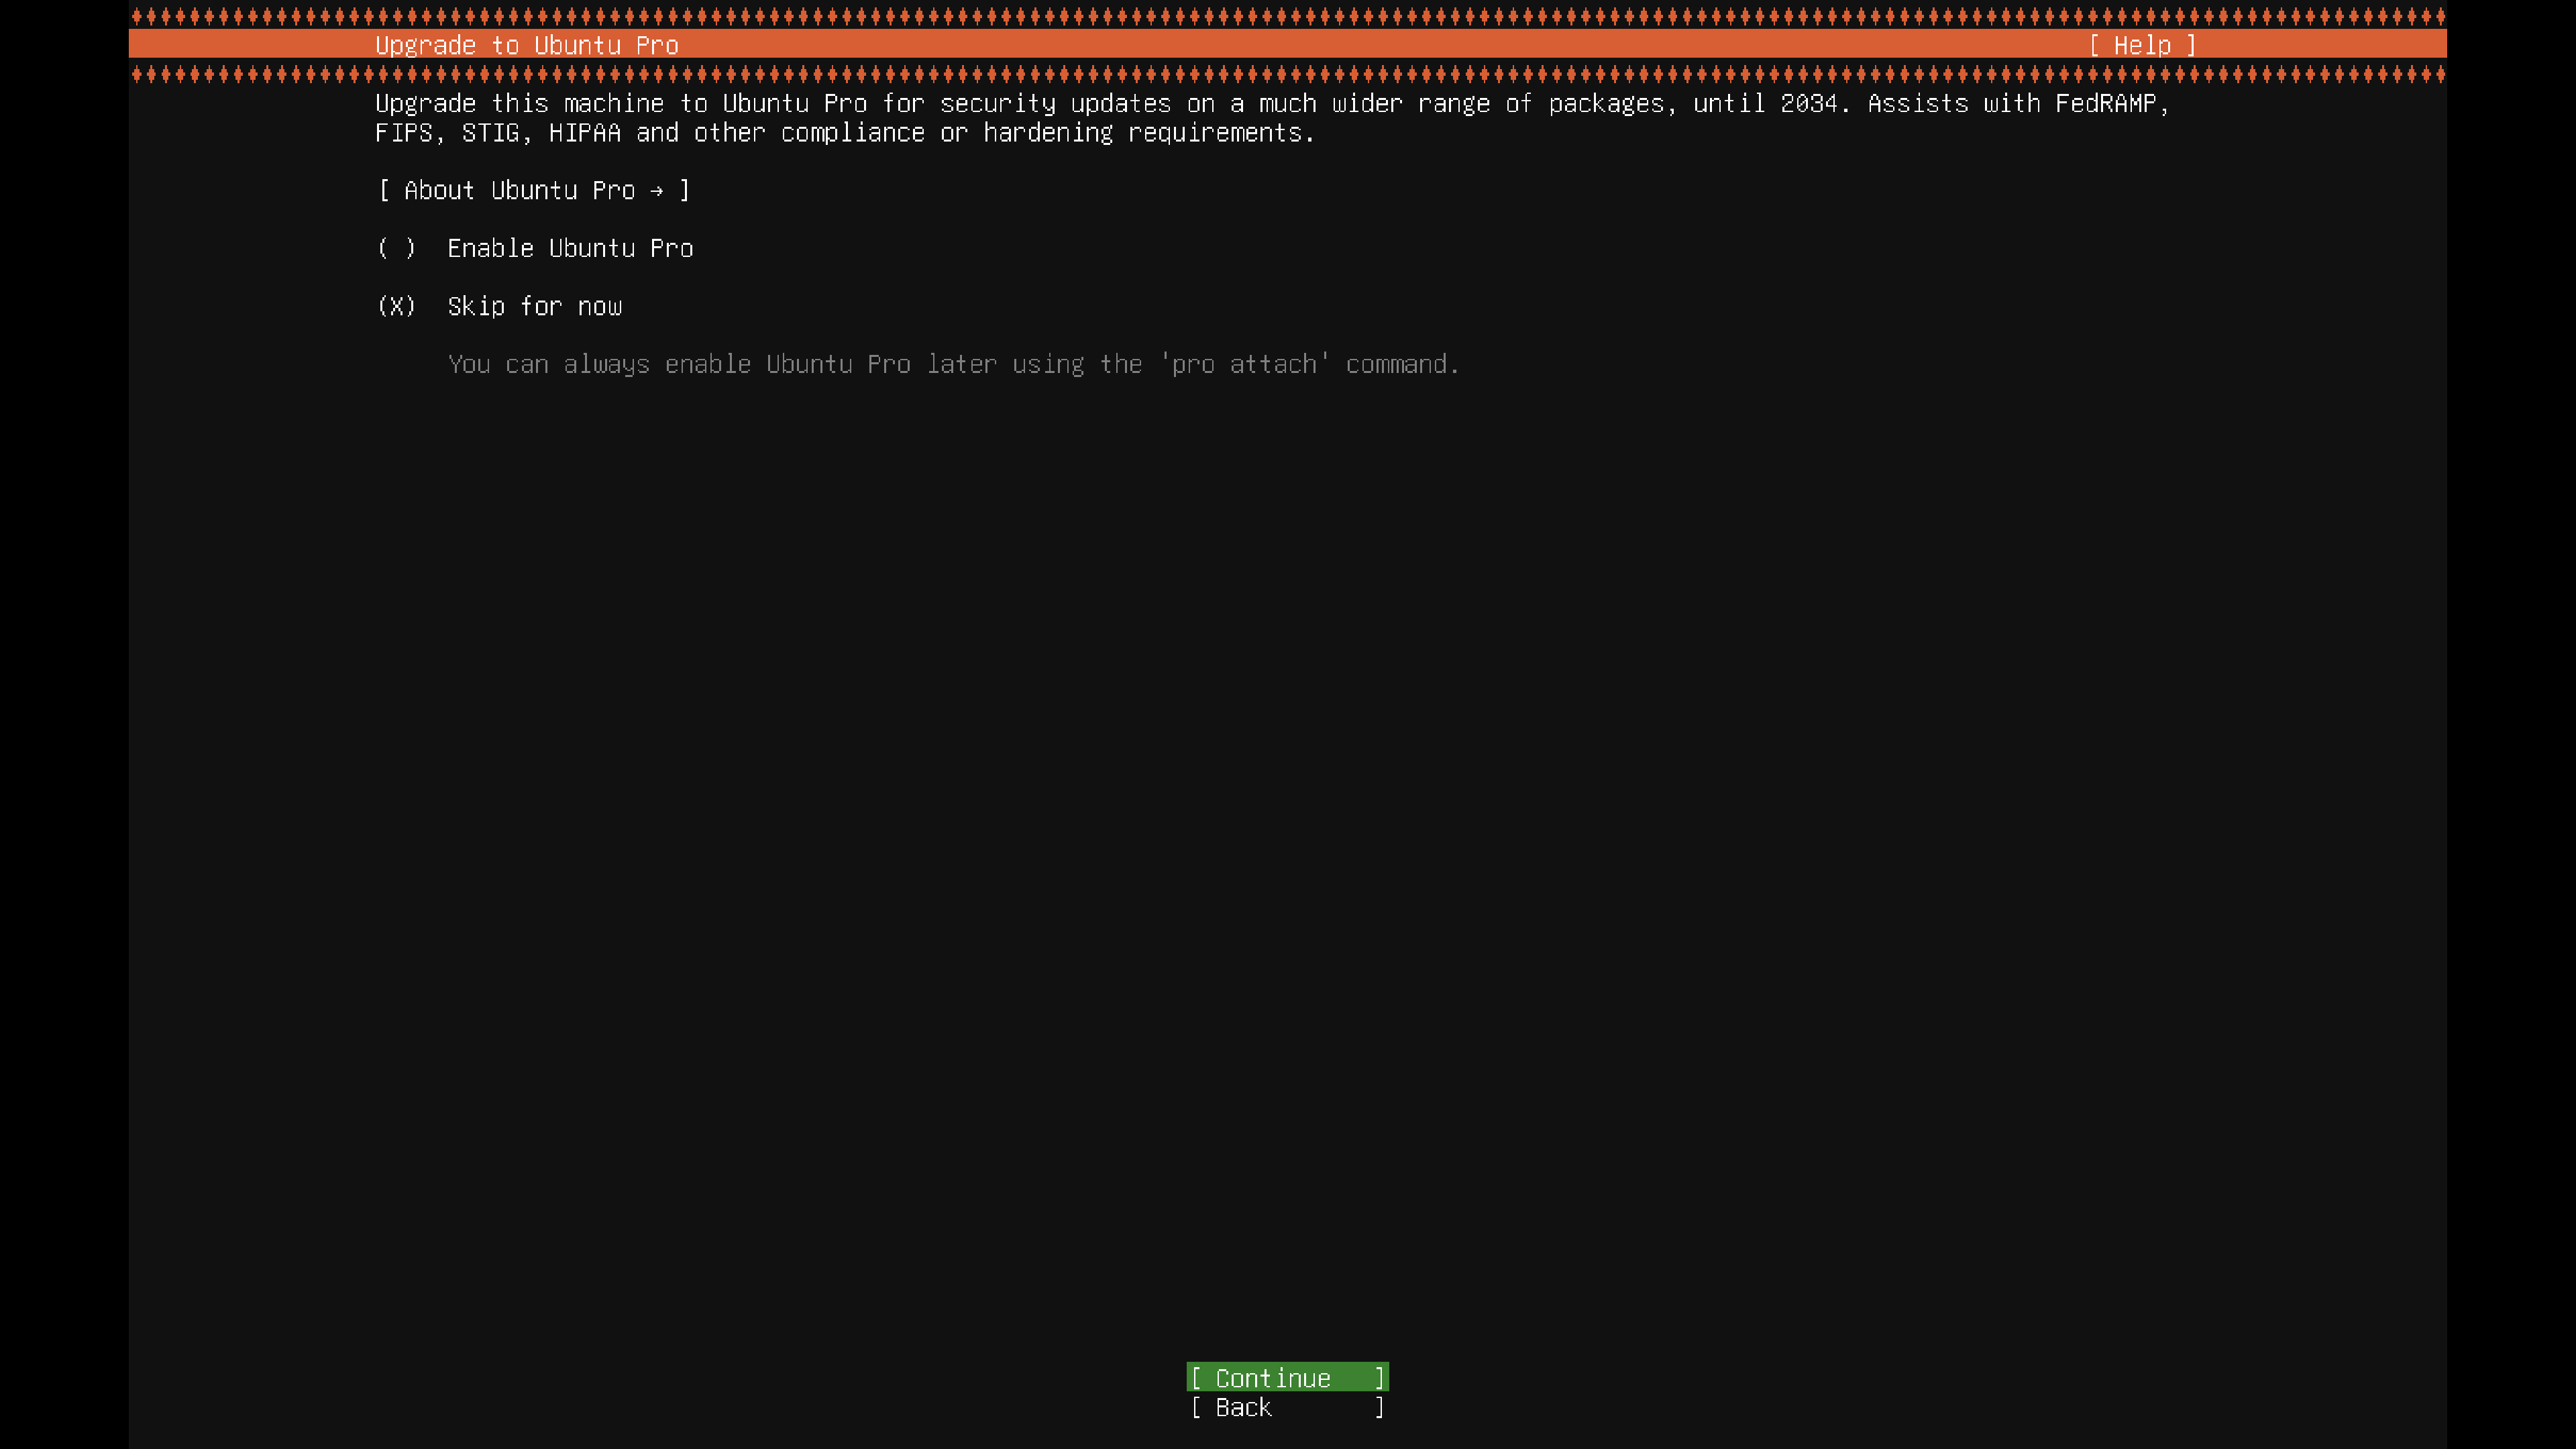 Upgrade to Ubuntu Pro [ Help ]
Upgrade this machine to Ubuntu Pro for security updates on a much wider range of packages, until 2034. Assists with FedRAMP,
FIPS, STIG, HIPAA and other compliance or hardening requirements.
[ About Ubuntu Pro → ]
( ) Enable Ubuntu Pro
(X) Skip for now
You can always enable Ubuntu Pro later using the 'pro attach' command.
[ Continue ]
[ Back ]